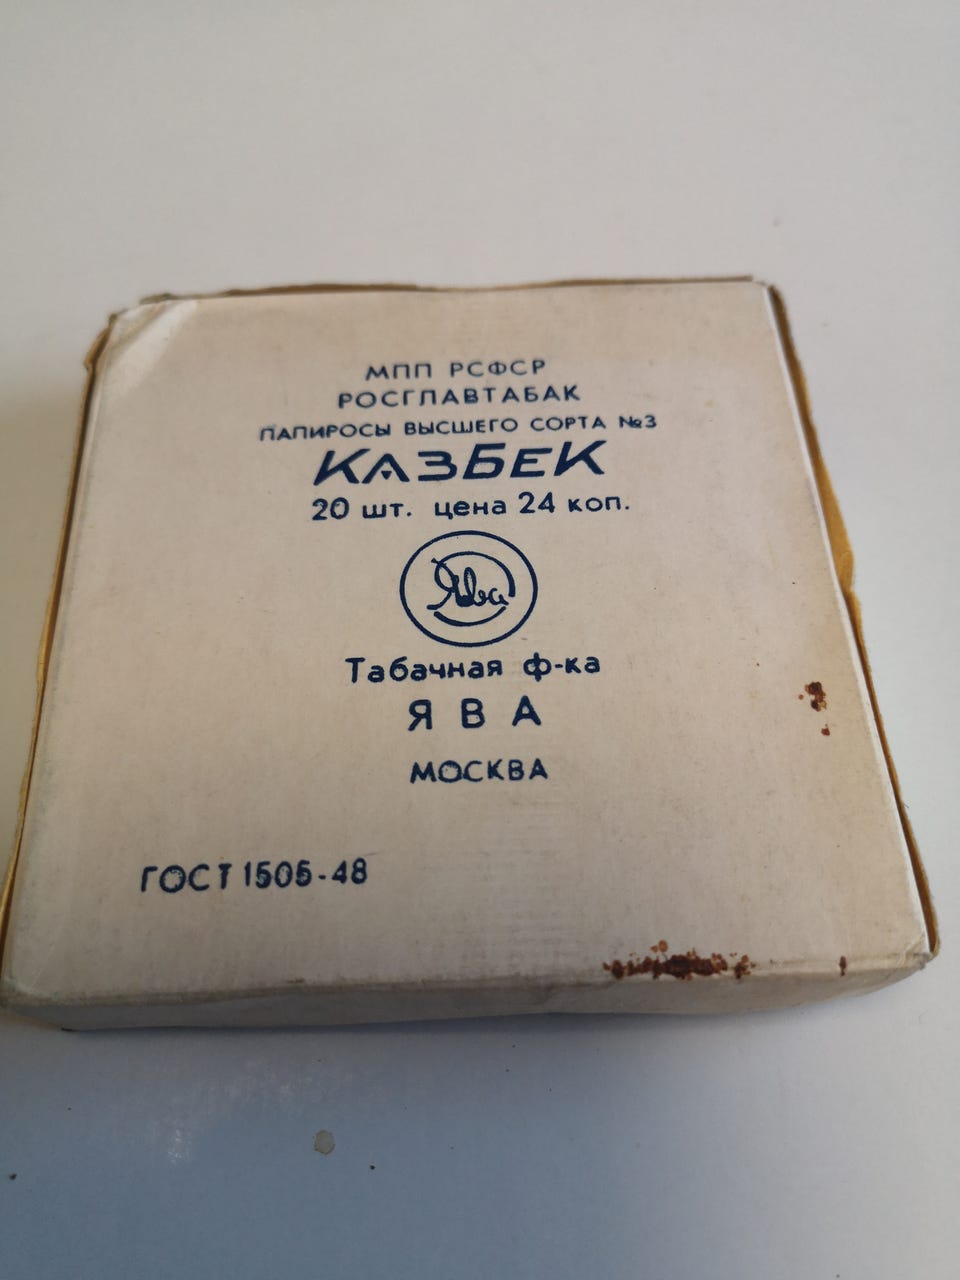 МПП РСФСР
РОСГЛАВТАБАК
ПАПИРОСЫ ВЫСШЕГО СОРТА №3
КАЗБЕК
20 шт. цена 24 коп.
Ява
Табачная ф-ка
ЯВА
МОСКВА
ГОСТ 1505-48